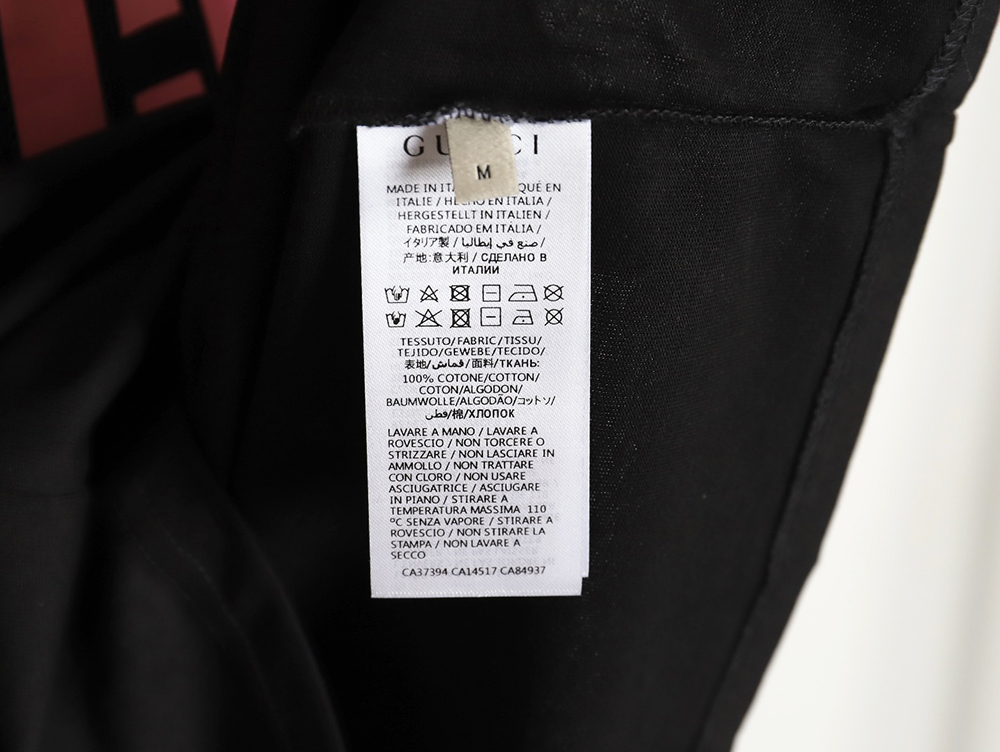 GU CI
M
MADE IN ITA QUÉ EN
ITALIE / HECHO EN ITALIA /
HERGESTELLT IN ITALIEN /
FABRICADO EM ITÁLIA /
イタリア製 / صنع في إيطاليا /
产地:意大利 / СДЕЛАНО В
ИТАЛИИ
TESSUTO/FABRIC/TISSU/
TEJIDO/GEWEBE/TECIDO/
表地/قماش/面料/ТКАНЬ:
100% COTONE/COTTON/
COTON/ALGODON/
BAUMWOLLE/ALGODÃO/コットン/
قطن/棉/ХЛОПОК
LAVARE A MANO / LAVARE A
ROVESCIO / NON TORCERE O
STRIZZARE / NON LASCIARE IN
AMMOLLO / NON TRATTARE
CON CLORO / NON USARE
ASCIUGATRICE / ASCIUGARE
IN PIANO / STIRARE A
TEMPERATURA MASSIMA 110
ºC SENZA VAPORE / STIRARE A
ROVESCIO / NON STIRARE LA
STAMPA / NON LAVARE A
SECCO
CA37394 CA14517 CA84937